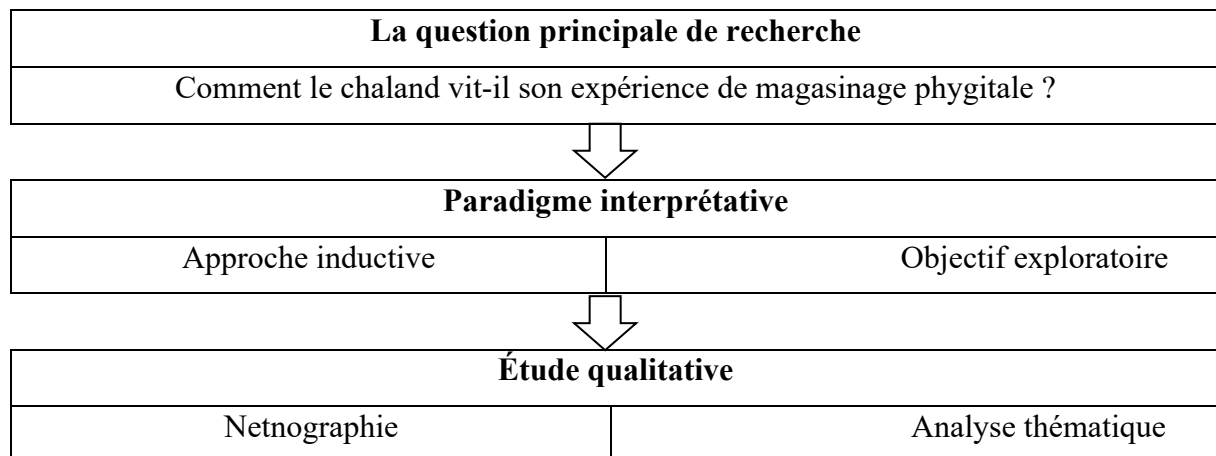 La question principale de recherche
Comment le chaland vit-il son expérience de magasinage phygitale ?
Paradigme interprétative
Approche inductive
Objectif exploratoire
Étude qualitative
Netnographie
Analyse thématique